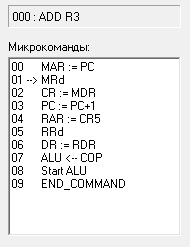 000 : ADD R3
Микрокоманды:
00 MAR := PC
01 --> MRd
02 CR := MDR
03 PC := PC+1
04 RAR := CR5
05 RRd
06 DR := RDR
07 ALU <-- COP
08 Start ALU
09 END_COMMAND